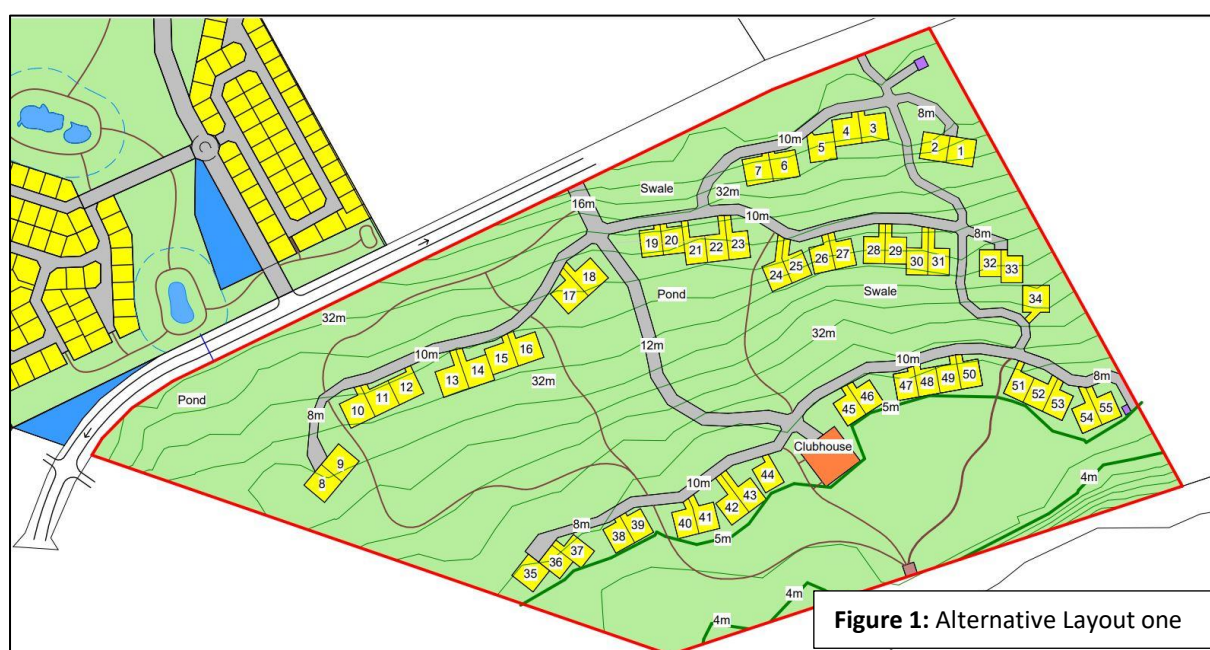 8m
2
1
4
3
10m
5
7
6
Swale
32m
16m
10m
19
20
21
22
23
8m
28
29
26
27
30
31
24
25
32
33
18
17
Pond
Swale
34
32m
32m
12m
10m
16
15
14
13
32m
10m
12
11
10
Pond
8m
9
8
10m
50
49
48
47
46
45
5m
51
52
53
8m
55
54
Clubhouse
44
43
42
10m
41
40
5m
39
38
8m
37
36
35
4m
4m
4m
Figure 1: Alternative Layout one